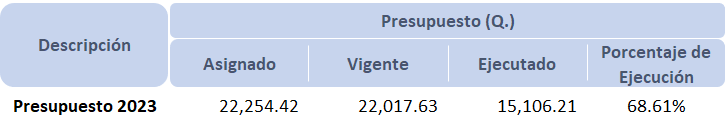 Descripción
Presupuesto (Q.)
Asignado
Vigente
Ejecutado
Porcentaje de
Ejecución
Presupuesto 2023 22,254.42 22,017.63 15,106.21 68.61%